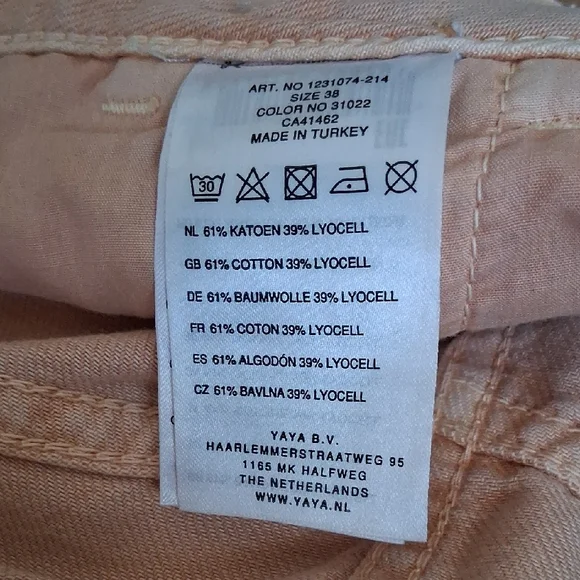 ART. NO 1231074-214
SIZE 38
COLOR NO 31022
CA41462
MADE IN TURKEY
30
NL 61% KATOEN 39% LYOCELL
GB 61% COTTON 39% LYOCELL
DE 61% BAUMWOLLE 39% LYOCELL
FR 61% COTON 39% LYOCELL
ES 61% ALGODÓN 39% LYOCELL
CZ 61% BAVLNA 39% LYOCELL
YAYA B.V.
HAARLEMMERSTRAATWEG 95
1165 MK HALFWEG
THE NETHERLANDS
WWW.YAYA.NL